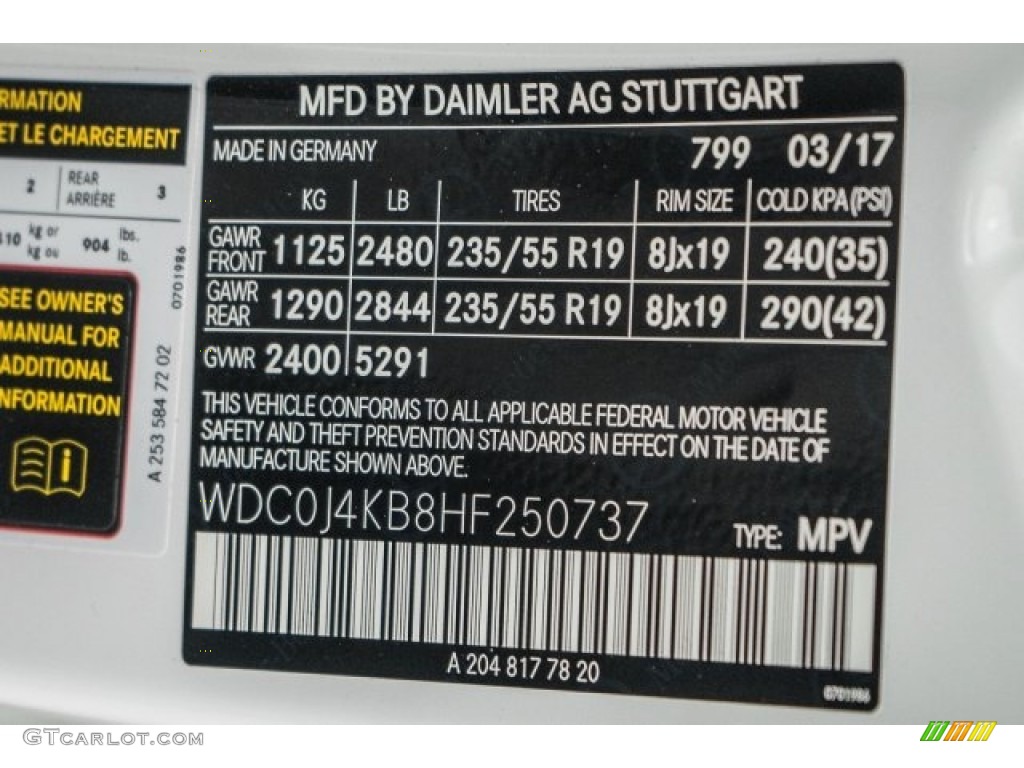 RMATION
ET LE CHARGEMENT
2 REAR ARRIÈRE 3
kg or kg ou 904 lbs. lb.
SEE OWNER'S
MANUAL FOR
ADDITIONAL
NFORMATION
0701986
A 253 584 72 02
MFD BY DAIMLER AG STUTTGART
MADE IN GERMANY 799 03/17
KG LB TIRES RIM SIZE COLD KPA(PSI)
GAWR FRONT 1125 2480 235/55 R19 8Jx19 240(35)
GAWR REAR 1290 2844 235/55 R19 8Jx19 290(42)
GVWR 2400 5291
THIS VEHICLE CONFORMS TO ALL APPLICABLE FEDERAL MOTOR VEHICLE
SAFETY AND THEFT PREVENTION STANDARDS IN EFFECT ON THE DATE OF
MANUFACTURE SHOWN ABOVE.
WDC0J4KB8HF250737
TYPE: MPV
A 204 817 78 20
0701986
GTCarLot.com